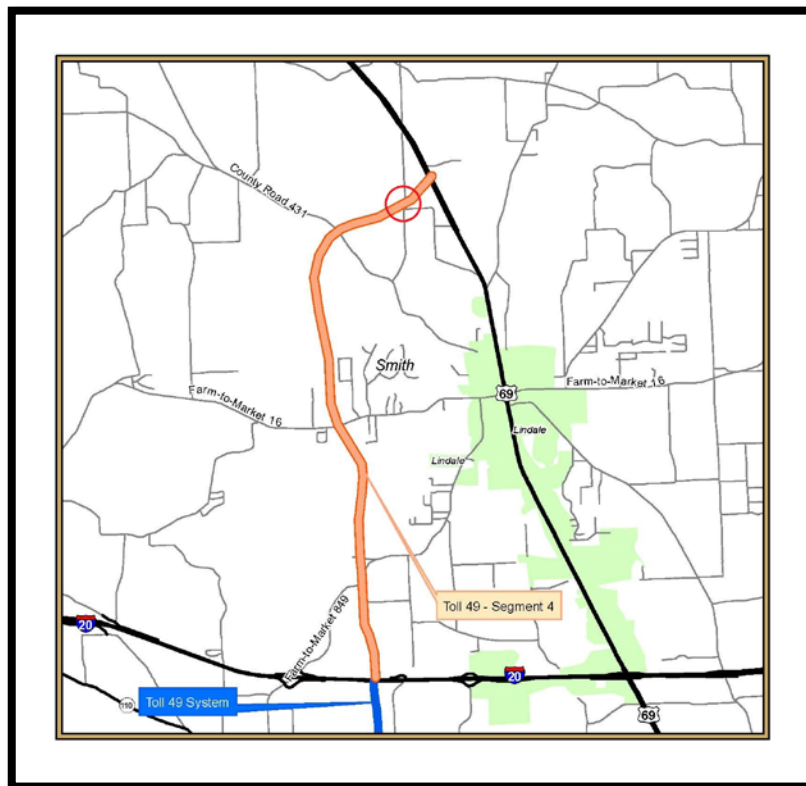 County Road 431
Smith
Farm-to-Market 16
69
Farm-to-Market 16
Lindale
Lindale
Toll 49 - Segment 4
Farm-to-Market 849
20
20
110
Toll 49 System
69